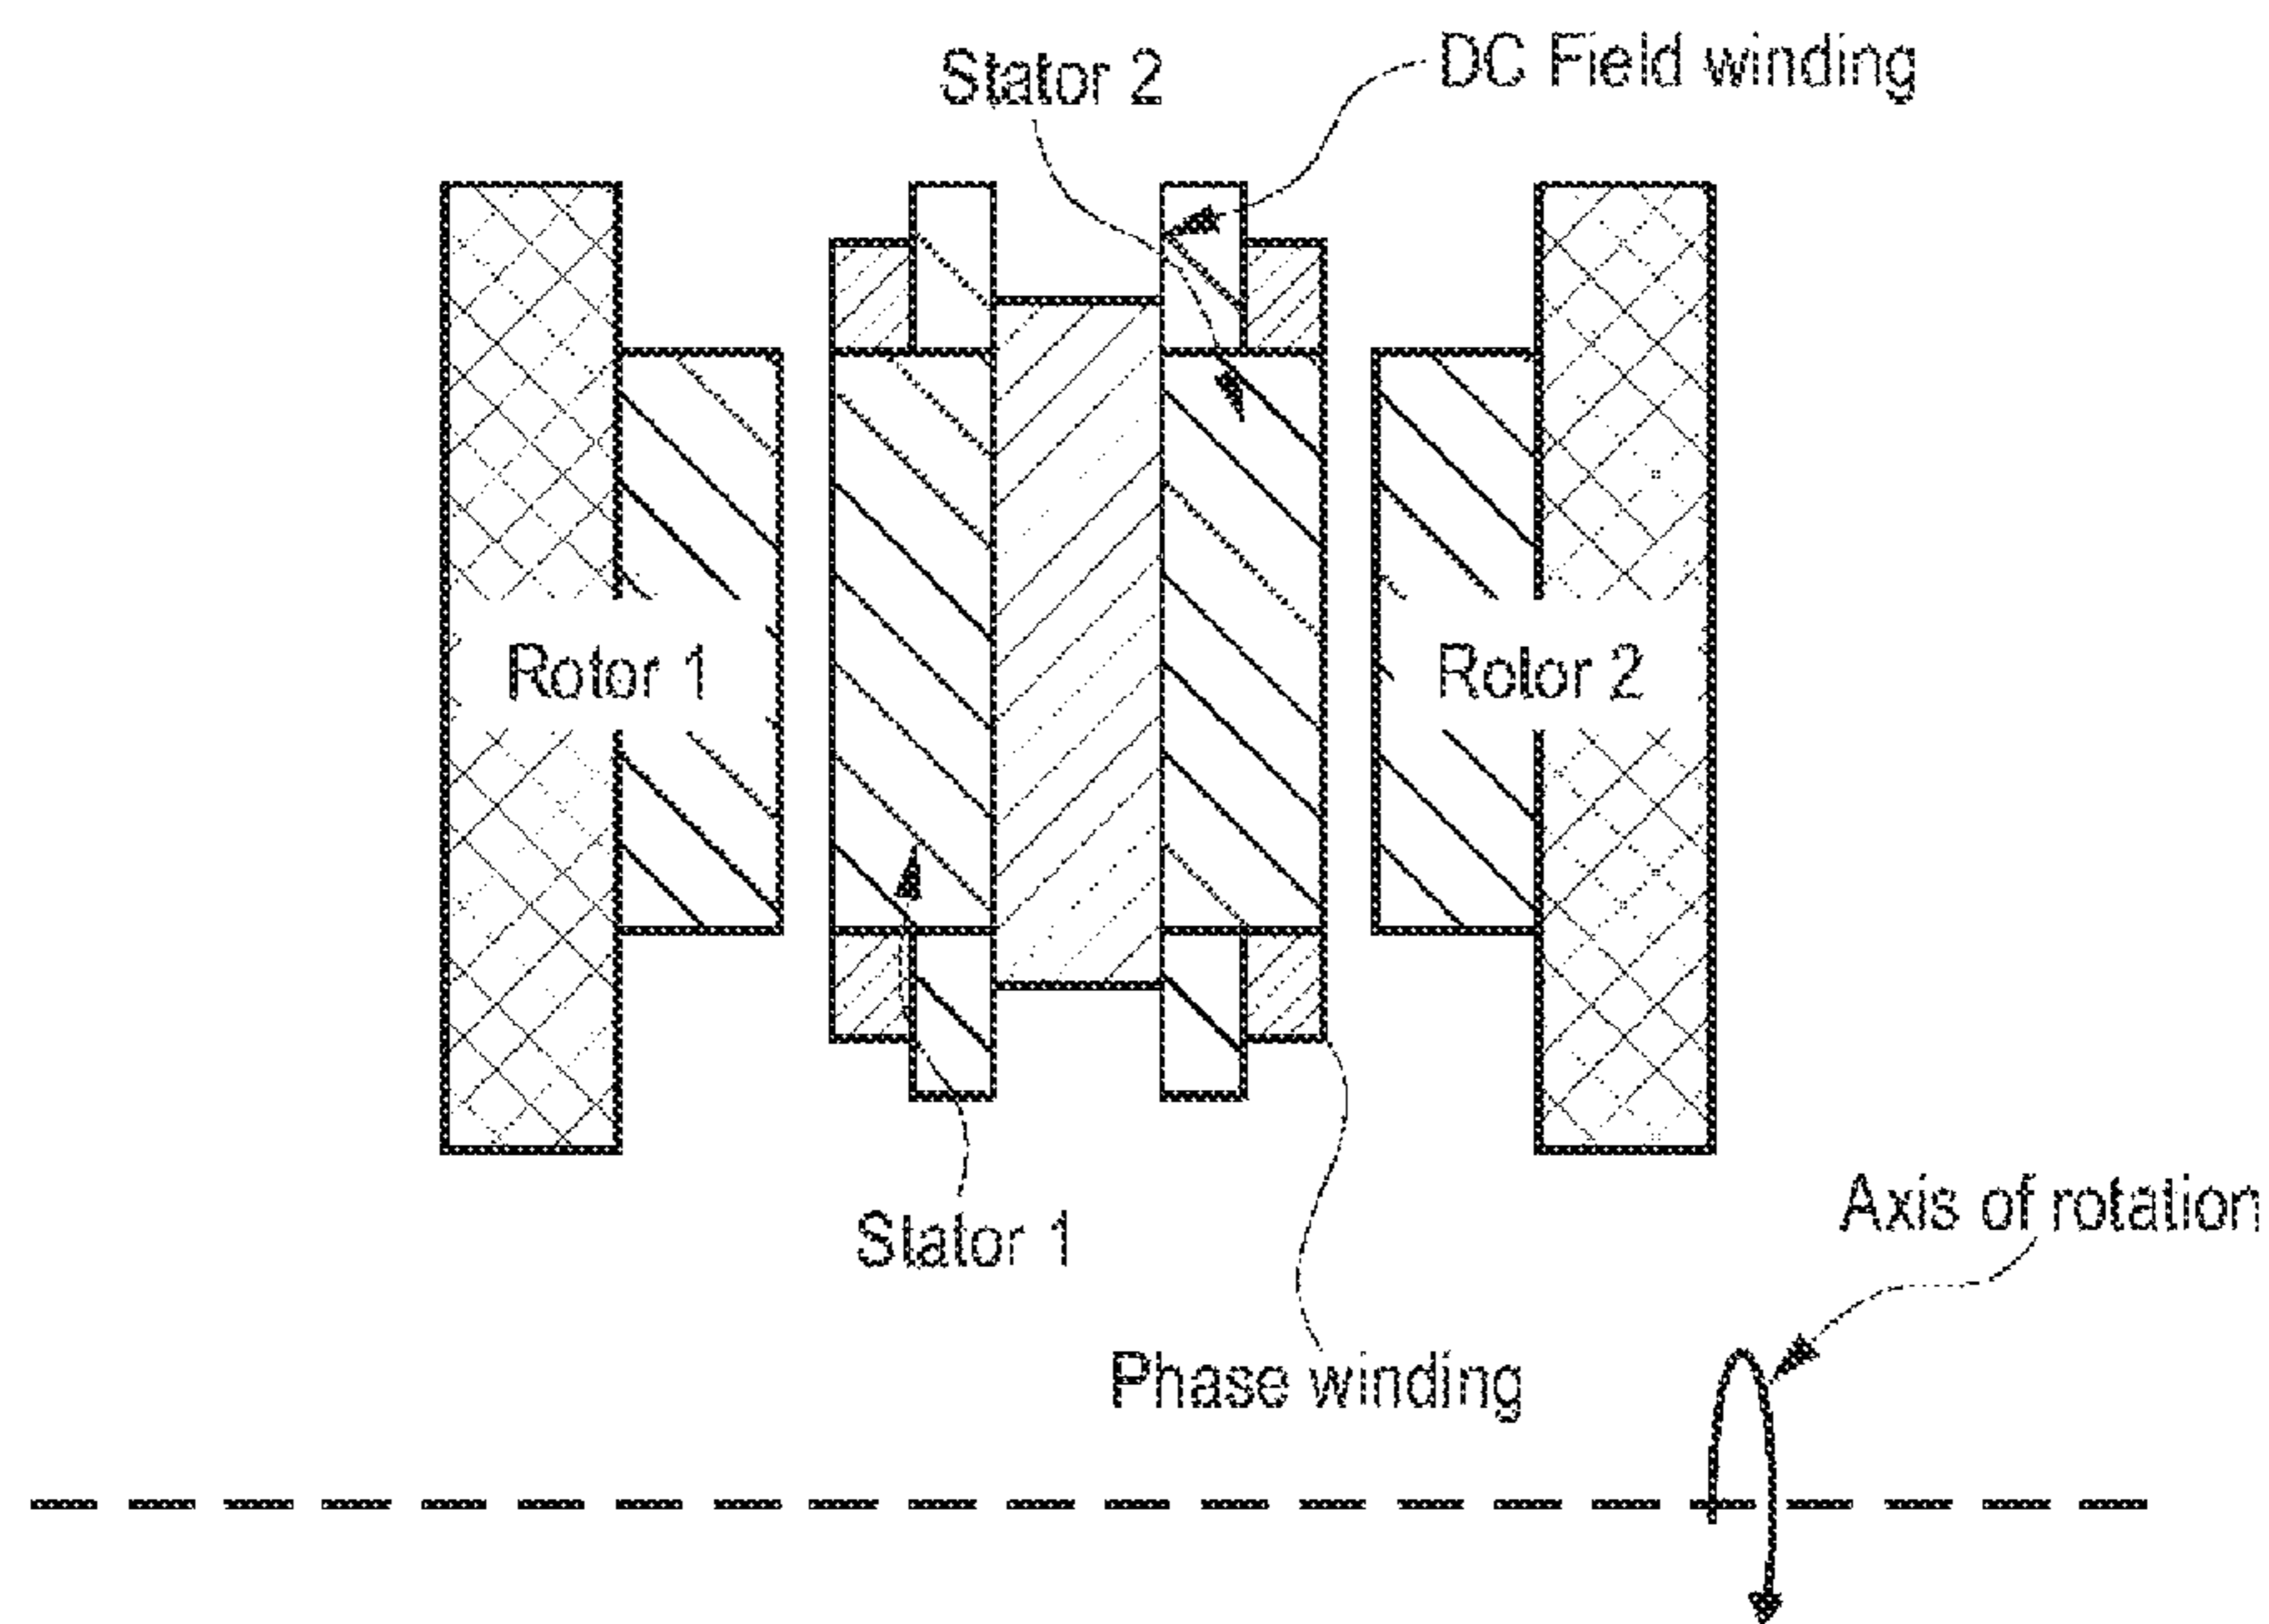 Stator 2
DC Field winding
Rotor 1
Rotor 2
Stator 1
Axis of rotation
Phase winding